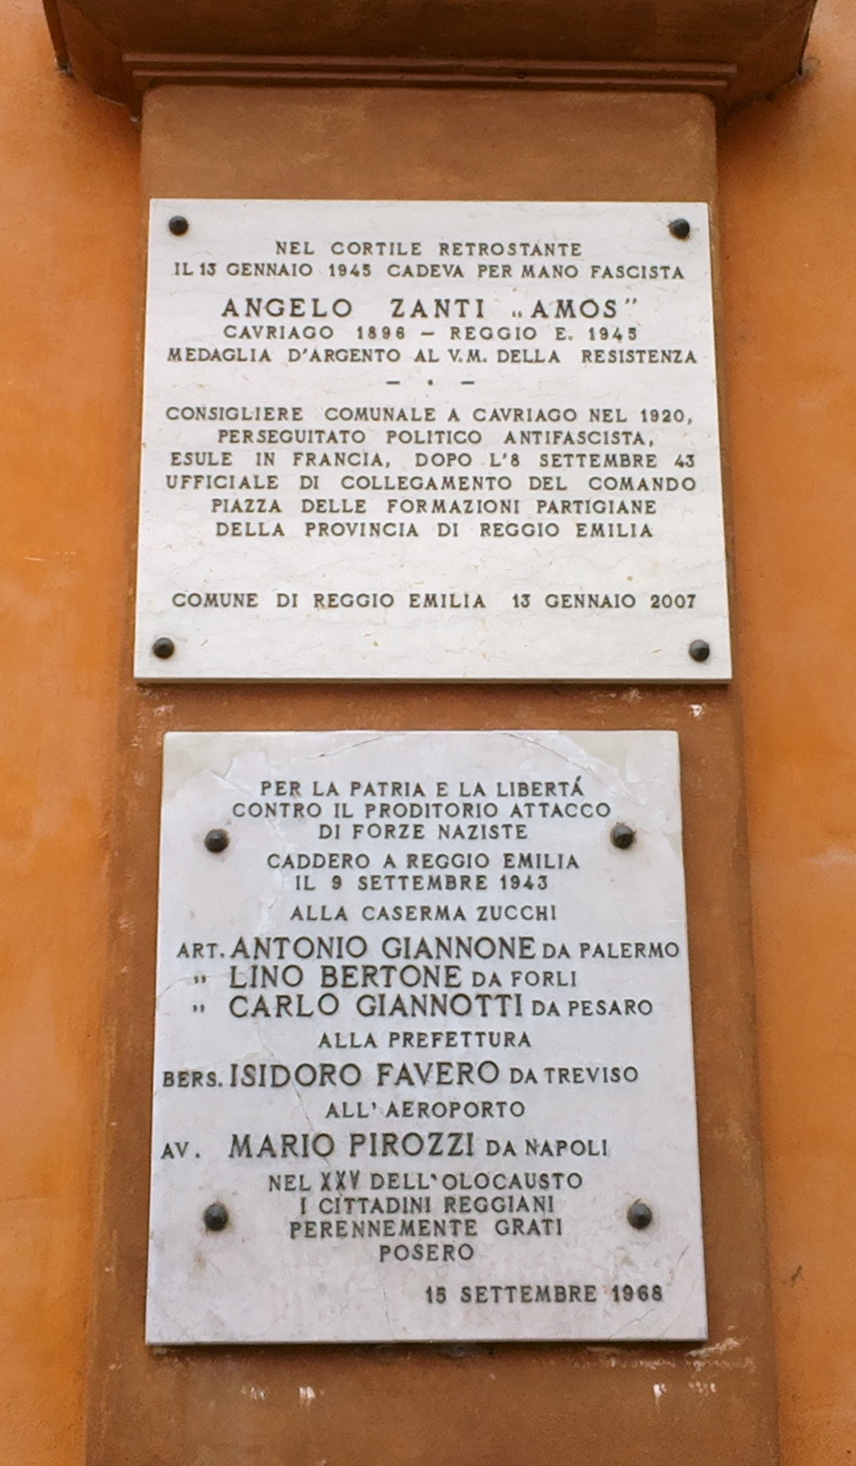 NEL CORTILE RETROSTANTE
IL 13 GENNAIO 1945 CADEVA PER MANO FASCISTA
ANGELO ZANTI „AMOS”
CAVRIAGO 1896 – REGGIO E. 1945
MEDAGLIA D'ARGENTO AL V.M. DELLA RESISTENZA
– · –
CONSIGLIERE COMUNALE A CAVRIAGO NEL 1920,
PERSEGUITATO POLITICO ANTIFASCISTA,
ESULE IN FRANCIA, DOPO L'8 SETTEMBRE 43
UFFICIALE DI COLLEGAMENTO DEL COMANDO
PIAZZA DELLE FORMAZIONI PARTIGIANE
DELLA PROVINCIA DI REGGIO EMILIA
COMUNE DI REGGIO EMILIA 13 GENNAIO 2007
PER LA PATRIA E LA LIBERTÁ
CONTRO IL PRODITORIO ATTACCO
DI FORZE NAZISTE
CADDERO A REGGIO EMILIA
IL 9 SETTEMBRE 1943
ALLA CASERMA ZUCCHI
ART. ANTONIO GIANNONE DA PALERMO
" LINO BERTONE DA FORLI
" CARLO GIANNOTTI DA PESARO
ALLA PREFETTURA
BERS. ISIDORO FAVERO DA TREVISO
ALL'AEROPORTO
AV. MARIO PIROZZI DA NAPOLI
NEL XXV DELL'OLOCAUSTO
I CITTADINI REGGIANI
PERENNEMENTE GRATI
POSERO
15 SETTEMBRE 1968